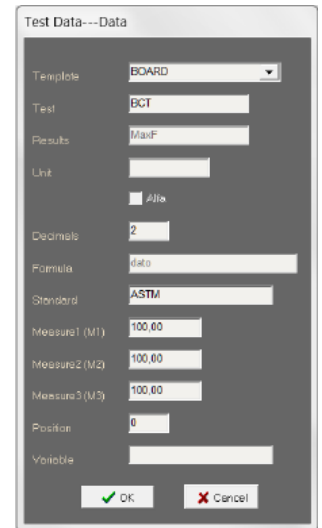 Test Data---Data
Template BOARD
Test BCT
Results MaxF
Unit
Alfa
Decimals 2
Formula dato
Standard ASTM
Measure1 (M1) 100,00
Measure2 (M2) 100,00
Measure3 (M3) 100,00
Position 0
Variable
OK Cancel